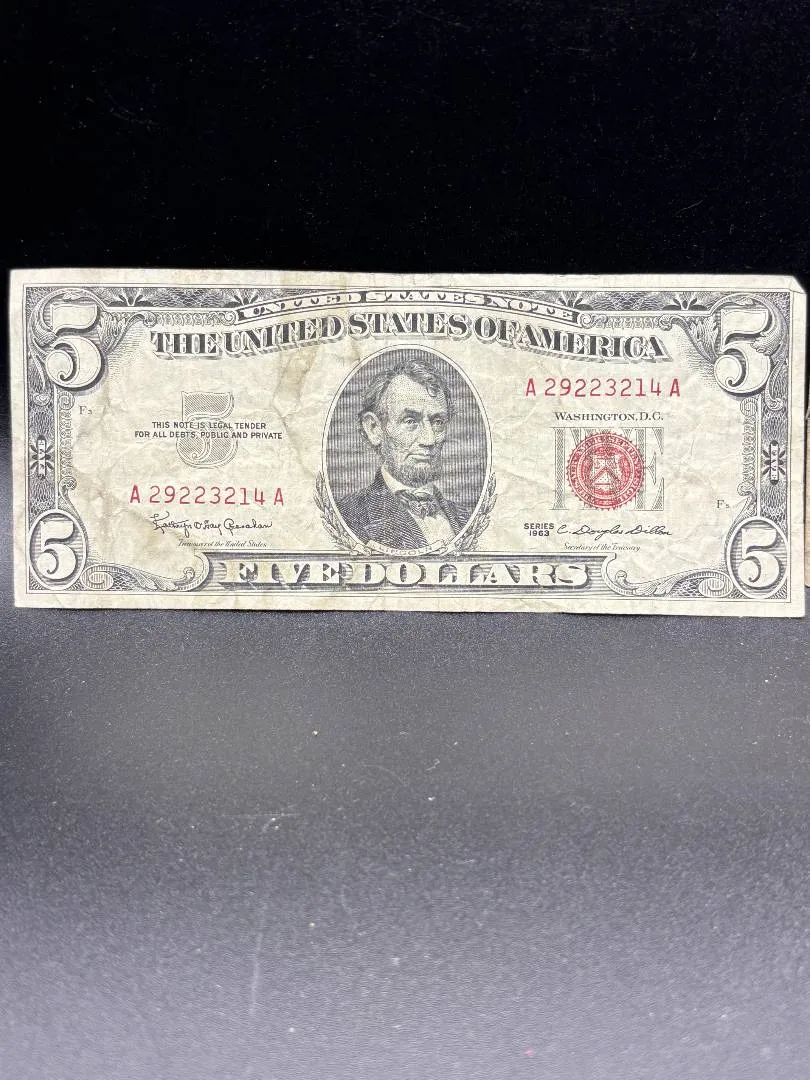 UNITED STATES NOTE
THE UNITED STATES OF AMERICA
5
5
A 29223214 A
WASHINGTON, D.C.
F3
5
THIS NOTE IS LEGAL TENDER
FOR ALL DEBTS, PUBLIC AND PRIVATE
FIVE
FIVE
FIVE
A 29223214 A
Kathryn O'Hay Granahan
Treasurer of the United States
SERIES
1963
C. Douglas Dillon
Secretary of the Treasury
LINCOLN
5
FIVE DOLLARS
5